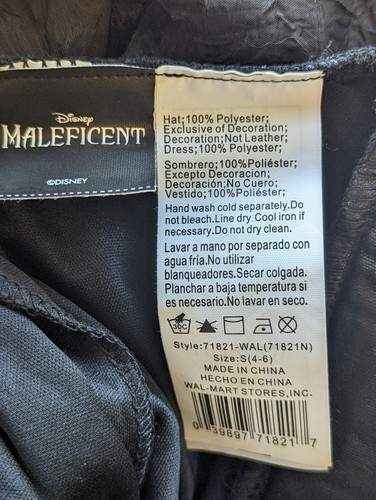 Disney
MALEFICENT
©DISNEY
Hat;100% Polyester;
Exclusive of Decoration;
Decoration;Not Leather;
Dress;100% Polyester;
Sombrero;100%Poliéster;
Excepto Decoracion;
Decoración;No Cuero;
Vestido;100%Poliéster;
Hand wash cold separately.Do
not bleach.Line dry.Cool iron if
necessary.Do not dry clean.
Lavar a mano por separado con
agua fría.No utilizar
blanqueadores.Secar colgada.
Planchar a baja temperatura si
es necesario.No lavar en seco.
30C
Style:71821-WAL(71821N)
Size:S(4-6)
MADE IN CHINA
HECHO EN CHINA
WAL-MART STORES,INC.
0 39897 71821 7